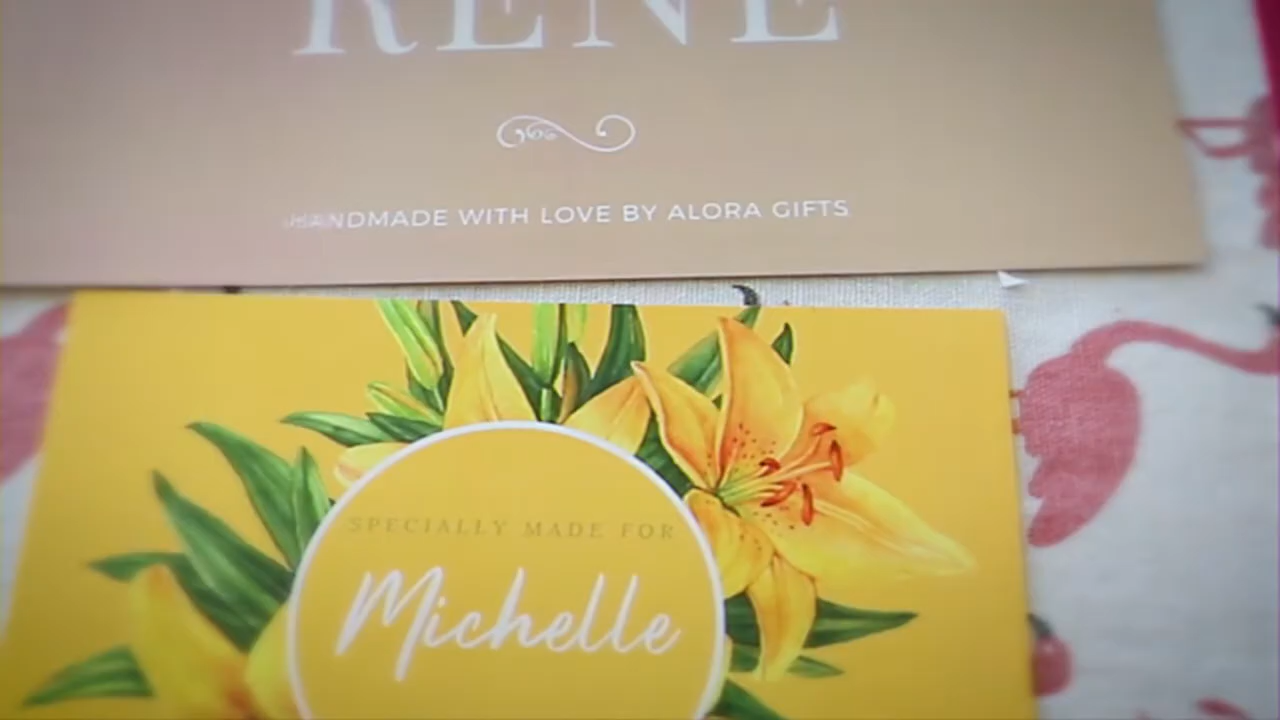 RENE
HANDMADE WITH LOVE BY ALORA GIFTS
SPECIALLY MADE FOR
Michelle